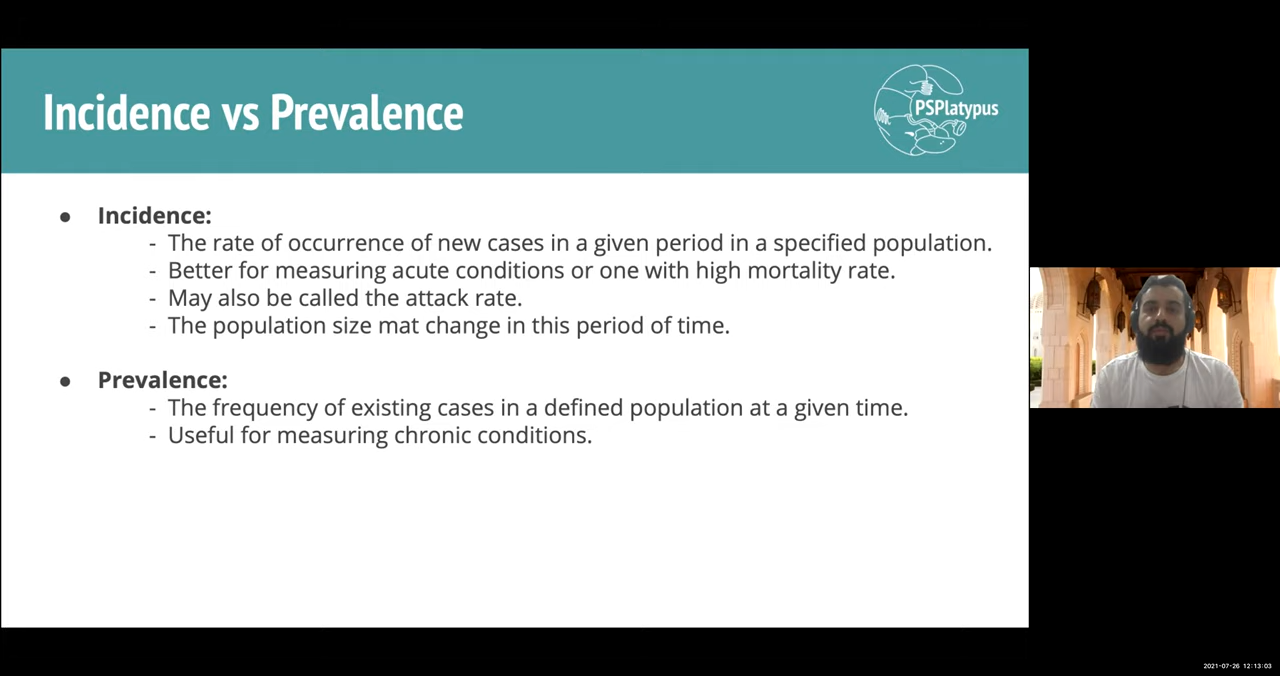 Incidence vs Prevalence
PSPlatypus
● Incidence:
- The rate of occurrence of new cases in a given period in a specified population.
- Better for measuring acute conditions or one with high mortality rate.
- May also be called the attack rate.
- The population size mat change in this period of time.
● Prevalence:
- The frequency of existing cases in a defined population at a given time.
- Useful for measuring chronic conditions.
2021-07-26 12:13:03